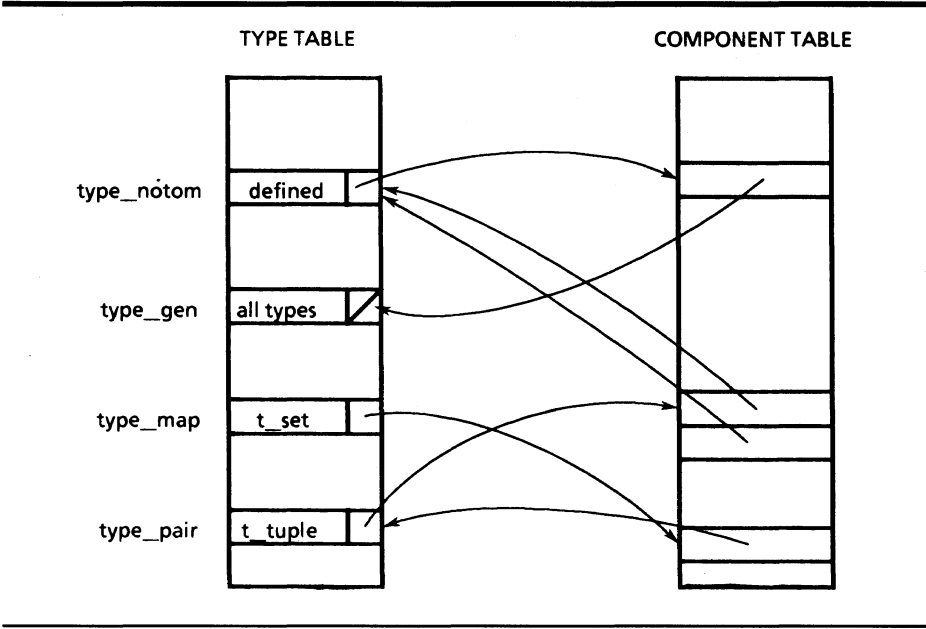 TYPE TABLE COMPONENT TABLE
type_notom defined
type_gen all types
type_map t_set
type_pair t_tuple